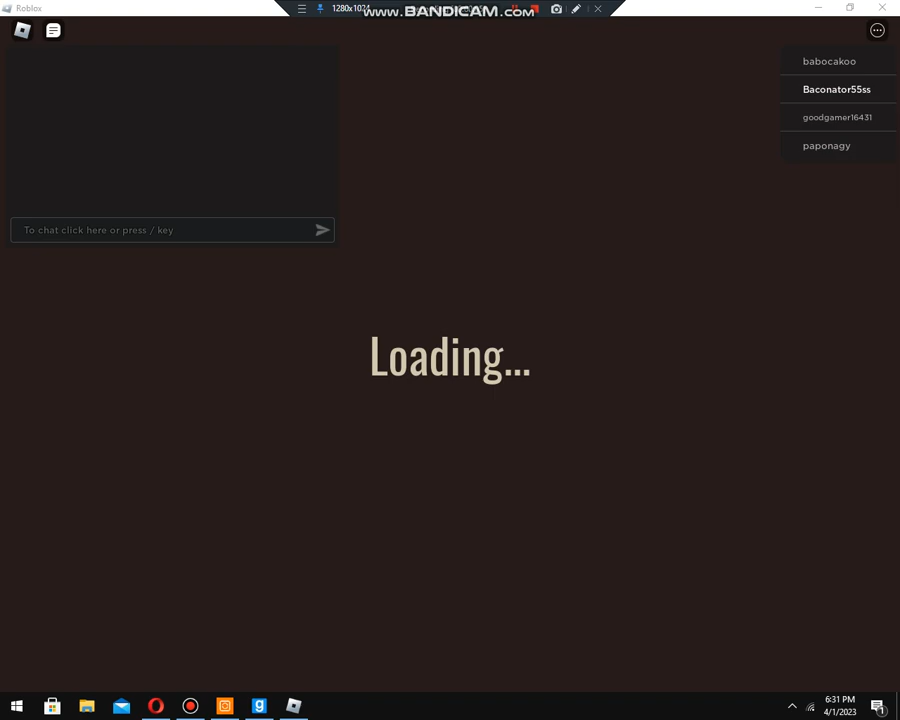 Roblox
1280x1024
www.BANDICAM.com
babocakoo
Baconator55ss
goodgamer16431
paponagy
To chat click here or press / key
Loading...
6:31 PM
4/1/2023
1